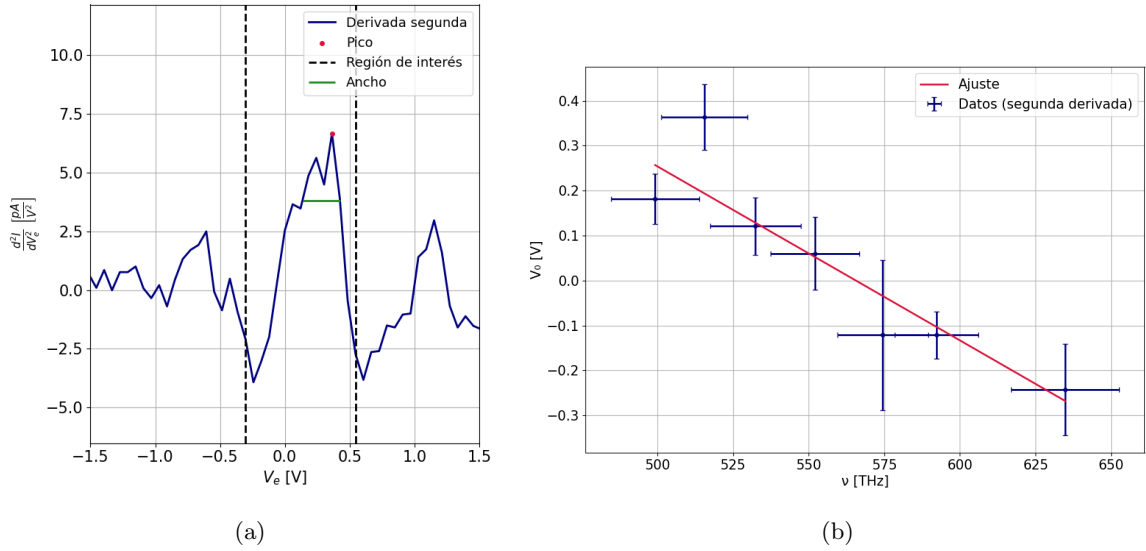 Derivada segunda
Pico
Región de interés
Ancho
10.0
7.5
5.0
2.5
0.0
−2.5
−5.0
d²I/dV²ₑ [pA/V²]
−1.5 −1.0 −0.5 0.0 0.5 1.0 1.5
Vₑ [V]
(a)
Ajuste
Datos (segunda derivada)
0.4
0.3
0.2
0.1
0.0
−0.1
−0.2
−0.3
V₀ [V]
500 525 550 575 600 625 650
ν [THz]
(b)